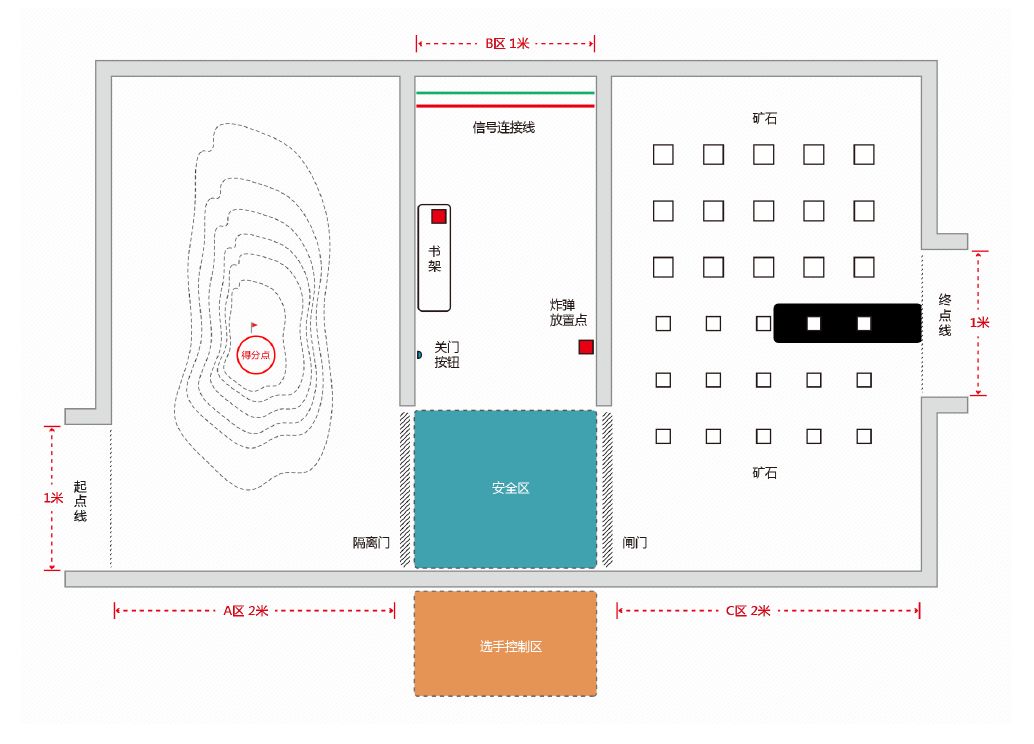 B区 1米
信号连接线
矿石
书
架
炸弹
放置点
关门
按钮
得分点
终
点
线
1米
起
点
线
1米
安全区
隔离门
闸门
矿石
A区 2米
C区 2米
选手控制区